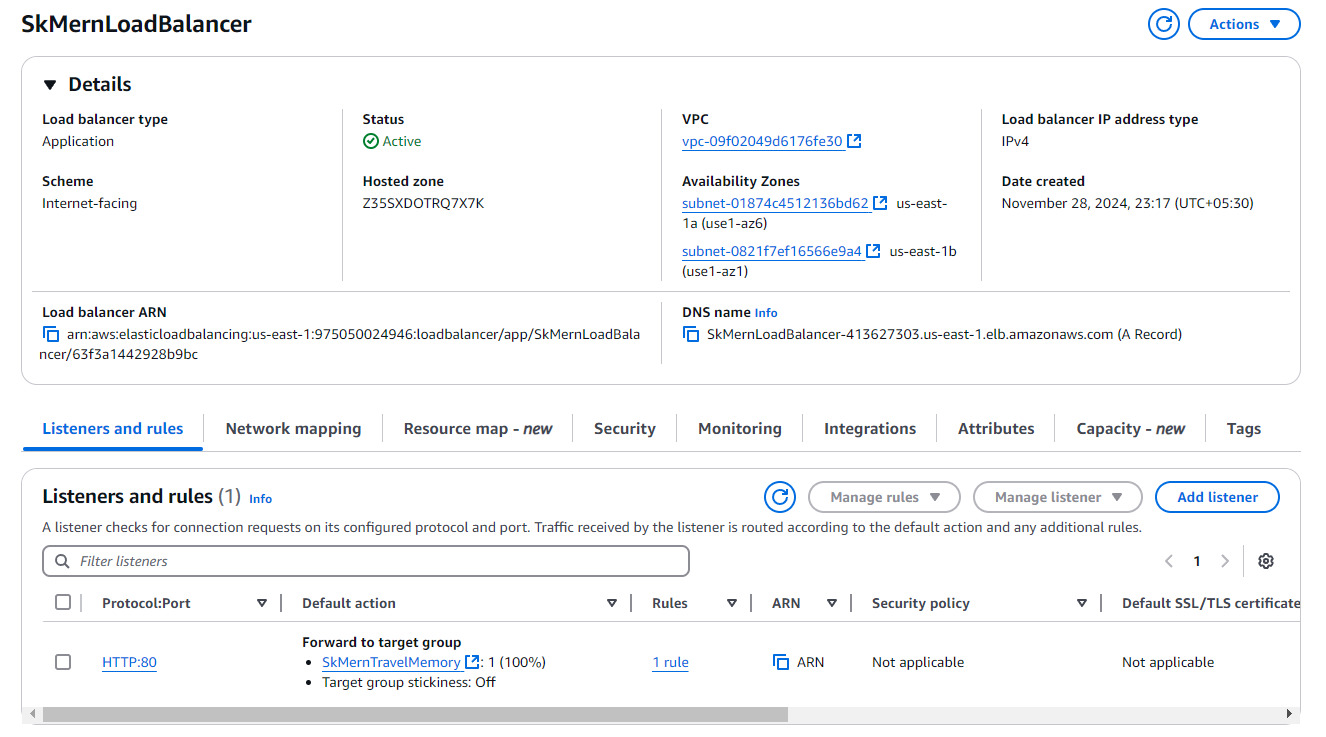 SkMernLoadBalancer
Actions
Details
Load balancer type
Application
Status
Active
VPC
vpc-09f02049d6176fe30
Load balancer IP address type
IPv4
Scheme
Internet-facing
Hosted zone
Z35SXDOTRQ7X7K
Availability Zones
subnet-01874c4512136bd62 us-east-
1a (use1-az6)
subnet-0821f7ef16566e9a4 us-east-1b
(use1-az1)
Date created
November 28, 2024, 23:17 (UTC+05:30)
Load balancer ARN
arn:aws:elasticloadbalancing:us-east-1:975050024946:loadbalancer/app/SkMernLoadBala
ncer/63f3a1442928b9bc
DNS name Info
SkMernLoadBalancer-413627303.us-east-1.elb.amazonaws.com (A Record)
Listeners and rules
Network mapping
Resource map - new
Security
Monitoring
Integrations
Attributes
Capacity - new
Tags
Listeners and rules (1) Info
Manage rules
Manage listener
Add listener
A listener checks for connection requests on its configured protocol and port. Traffic received by the listener is routed according to the default action and any additional rules.
Filter listeners
1
Protocol:Port
Default action
Rules
ARN
Security policy
Default SSL/TLS certificate
HTTP:80
Forward to target group
• SkMernTravelMemory : 1 (100%)
• Target group stickiness: Off
1 rule
ARN
Not applicable
Not applicable